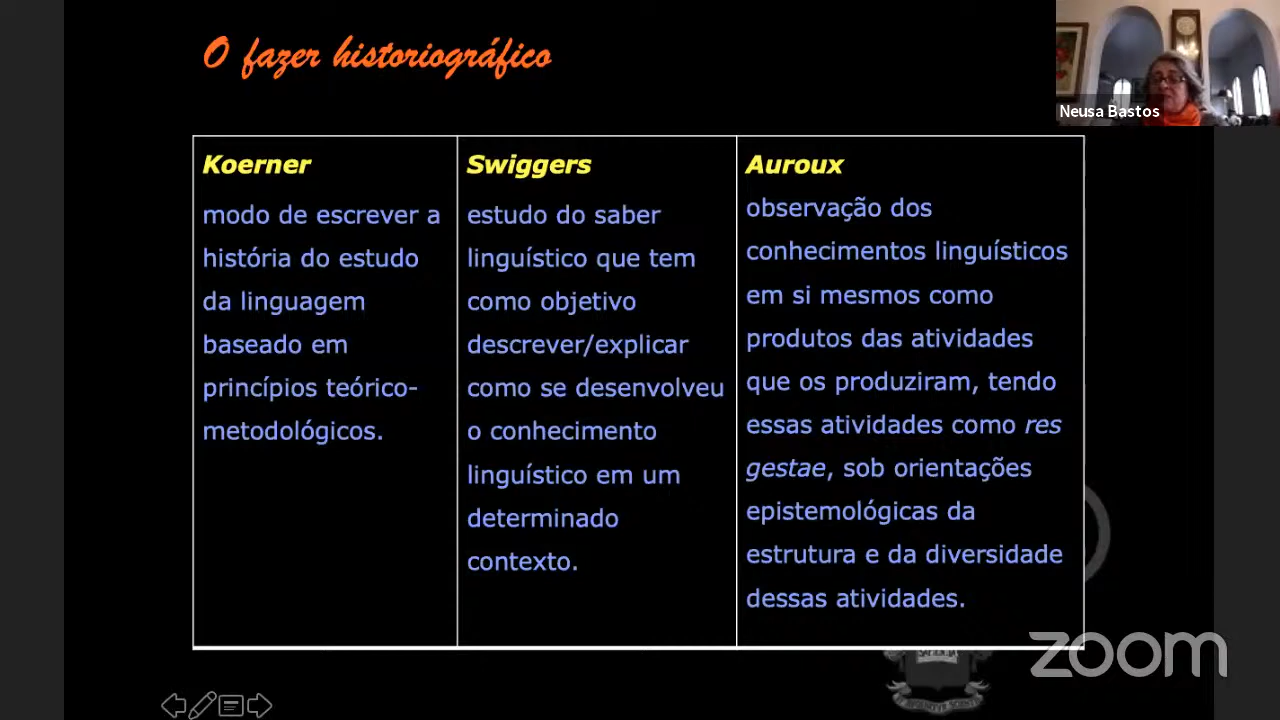 O fazer historiográfico
Neusa Bastos
Koerner
modo de escrever a
história do estudo
da linguagem
baseado em
princípios teórico-
metodológicos.
Swiggers
estudo do saber
linguístico que tem
como objetivo
descrever/explicar
como se desenvolveu
o conhecimento
linguístico em um
determinado
contexto.
Auroux
observação dos
conhecimentos linguísticos
em si mesmos como
produtos das atividades
que os produziram, tendo
essas atividades como res
gestae, sob orientações
epistemológicas da
estrutura e da diversidade
dessas atividades.
zoom